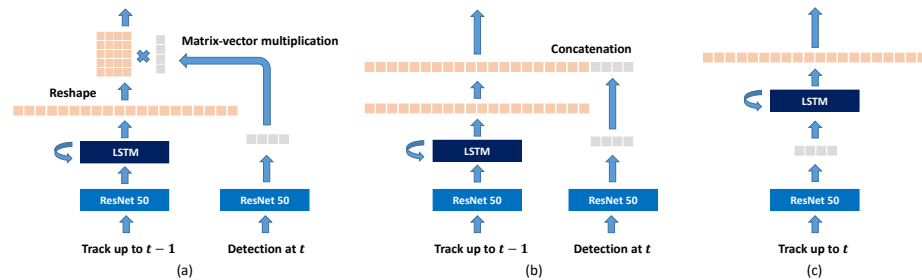 Matrix-vector multiplication
Reshape
LSTM
ResNet 50
ResNet 50
Track up to t − 1
Detection at t
(a)
Concatenation
LSTM
ResNet 50
ResNet 50
Track up to t − 1
Detection at t
(b)
LSTM
ResNet 50
Track up to t
(c)